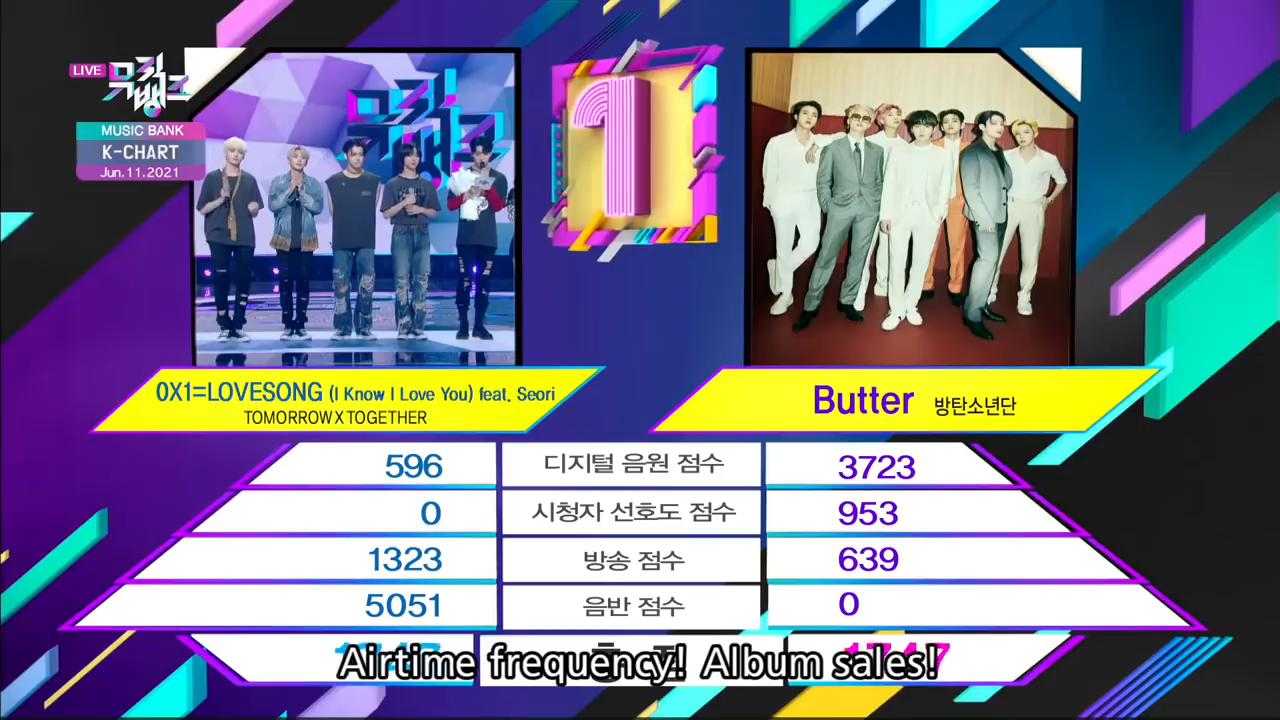 LIVE
뮤직
뱅크
MUSIC BANK
K-CHART
Jun.11.2021
1
0X1=LOVESONG (I Know I Love You) feat. Seori
TOMORROW X TOGETHER
Butter 방탄소년단
596 디지털 음원 점수 3723
0 시청자 선호도 점수 953
1323 방송 점수 639
5051 음반 점수 0
Airtime frequency! Album sales!